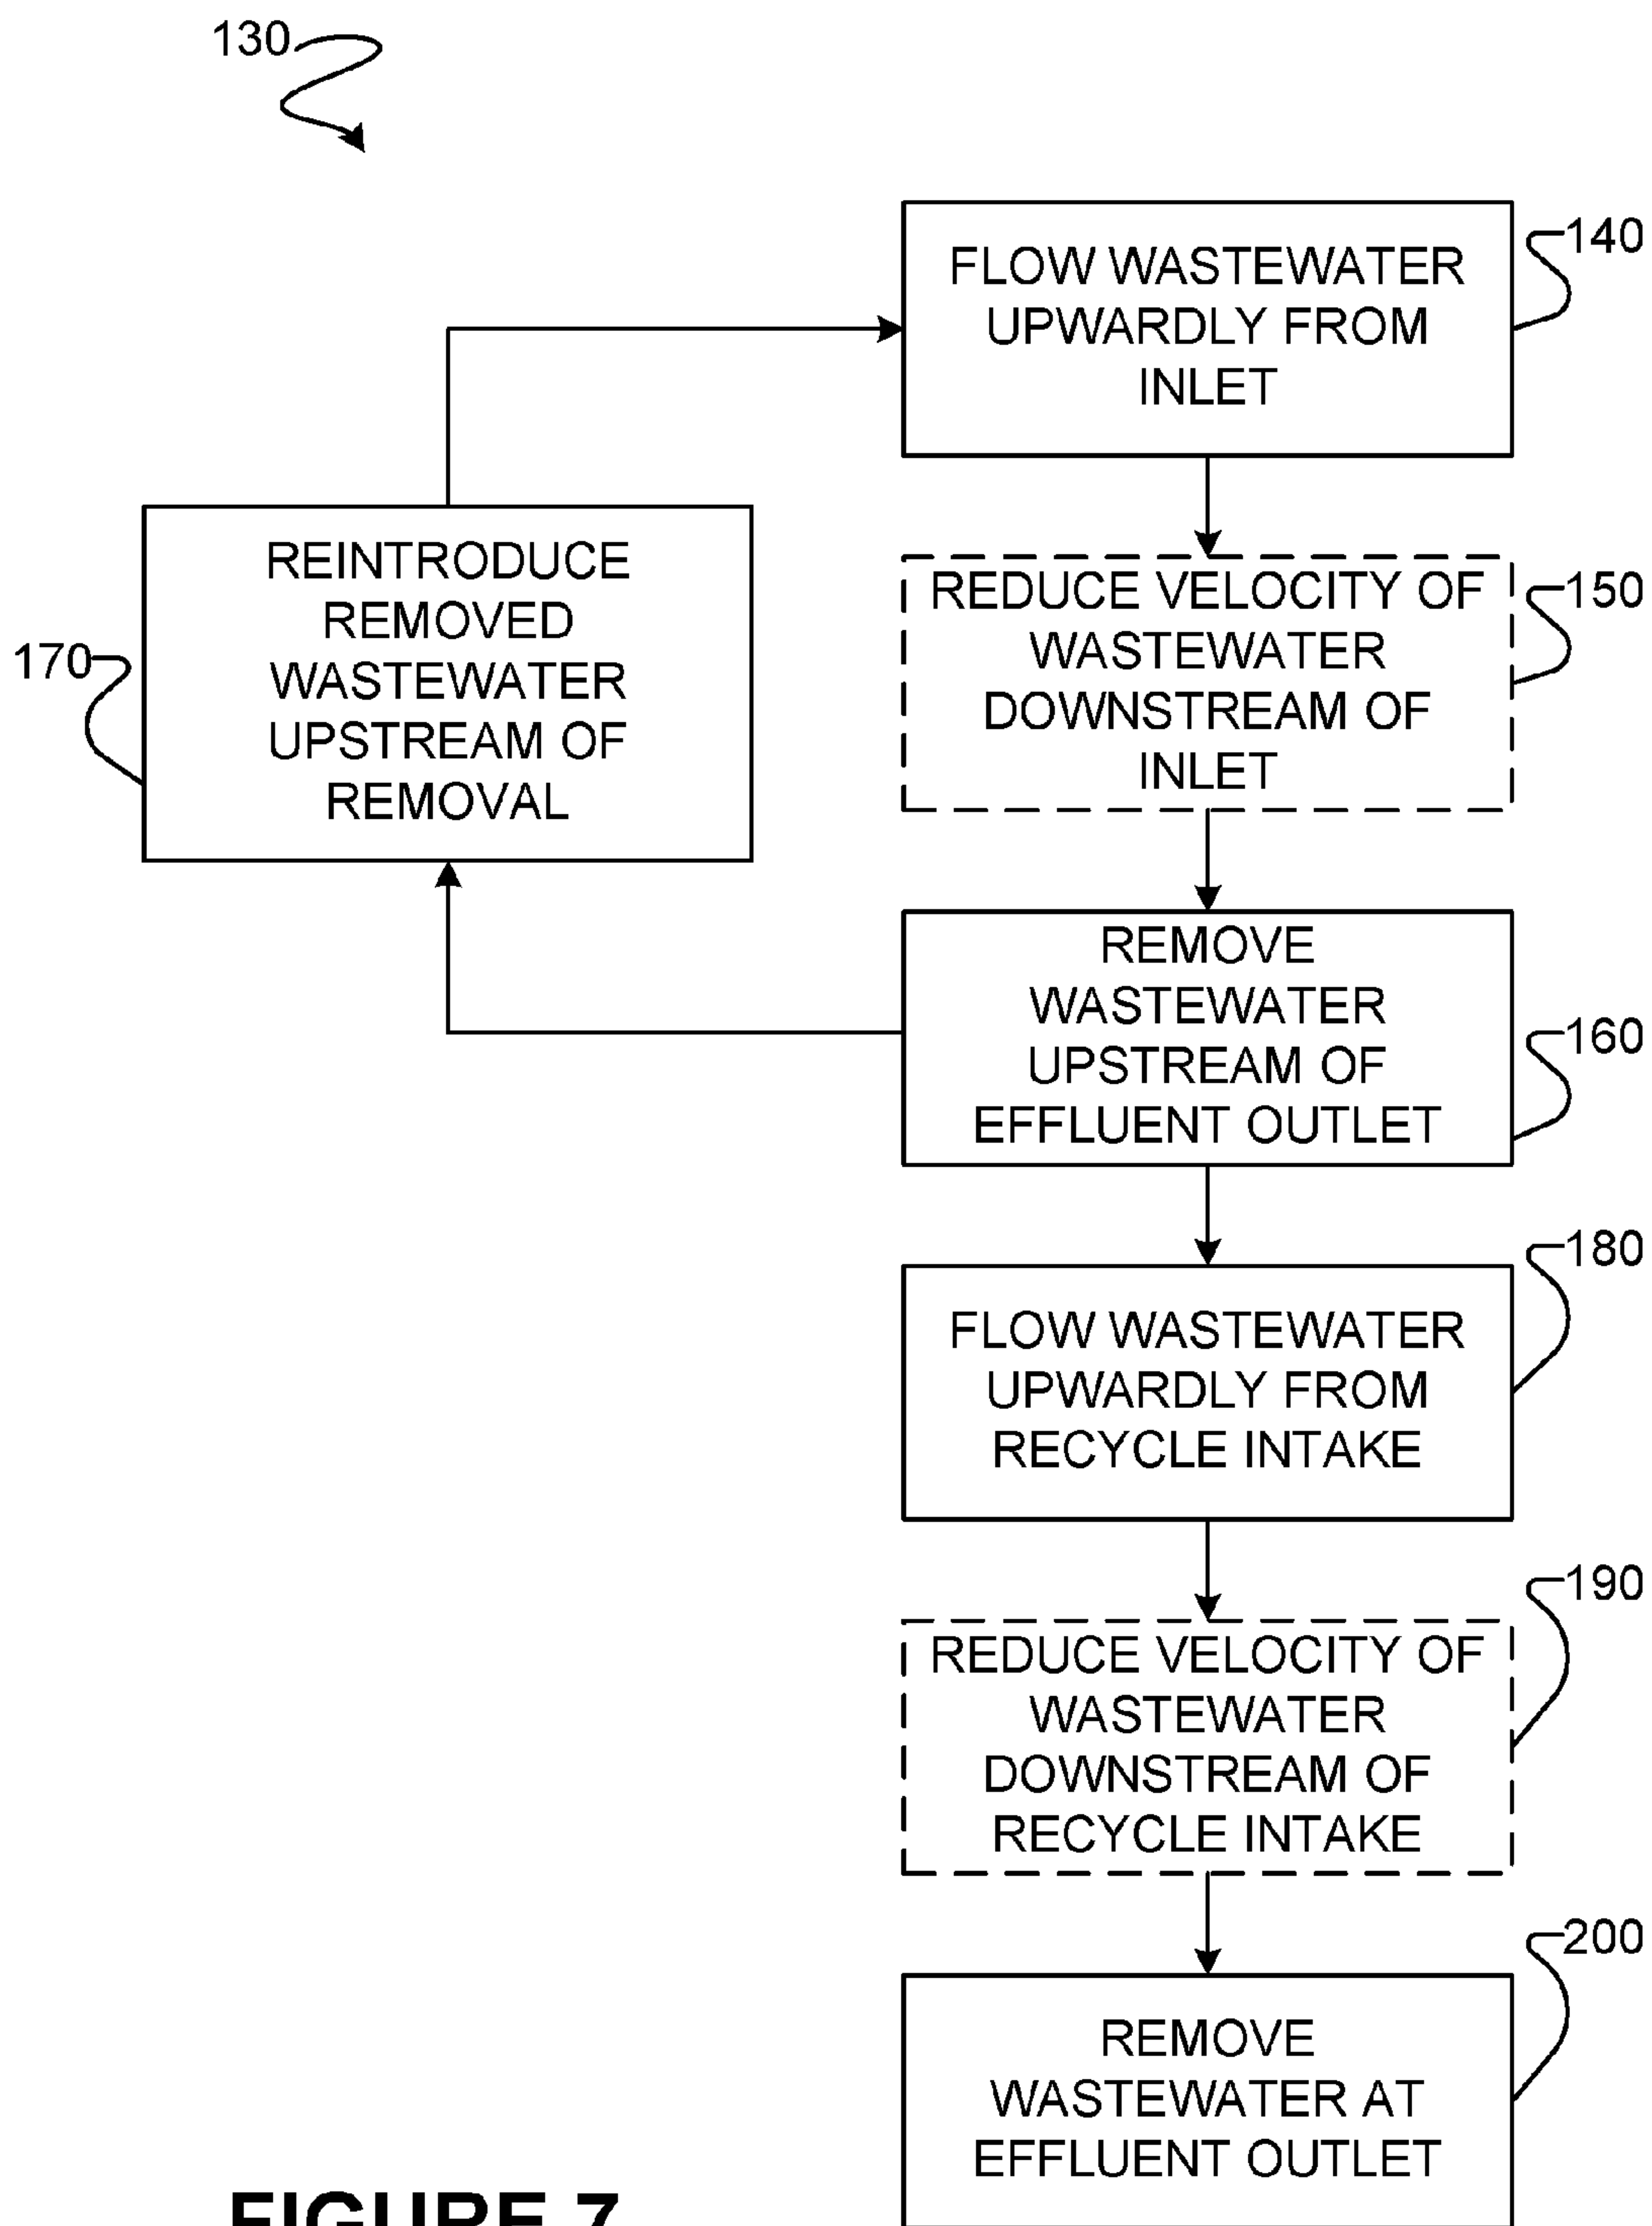 130
FLOW WASTEWATER
UPWARDLY FROM
INLET
140
REDUCE VELOCITY OF
WASTEWATER
DOWNSTREAM OF
INLET
150
REINTRODUCE
REMOVED
WASTEWATER
UPSTREAM OF
REMOVAL
170
REMOVE
WASTEWATER
UPSTREAM OF
EFFLUENT OUTLET
160
FLOW WASTEWATER
UPWARDLY FROM
RECYCLE INTAKE
180
REDUCE VELOCITY OF
WASTEWATER
DOWNSTREAM OF
RECYCLE INTAKE
190
REMOVE
WASTEWATER AT
EFFLUENT OUTLET
200
FIGURE 7